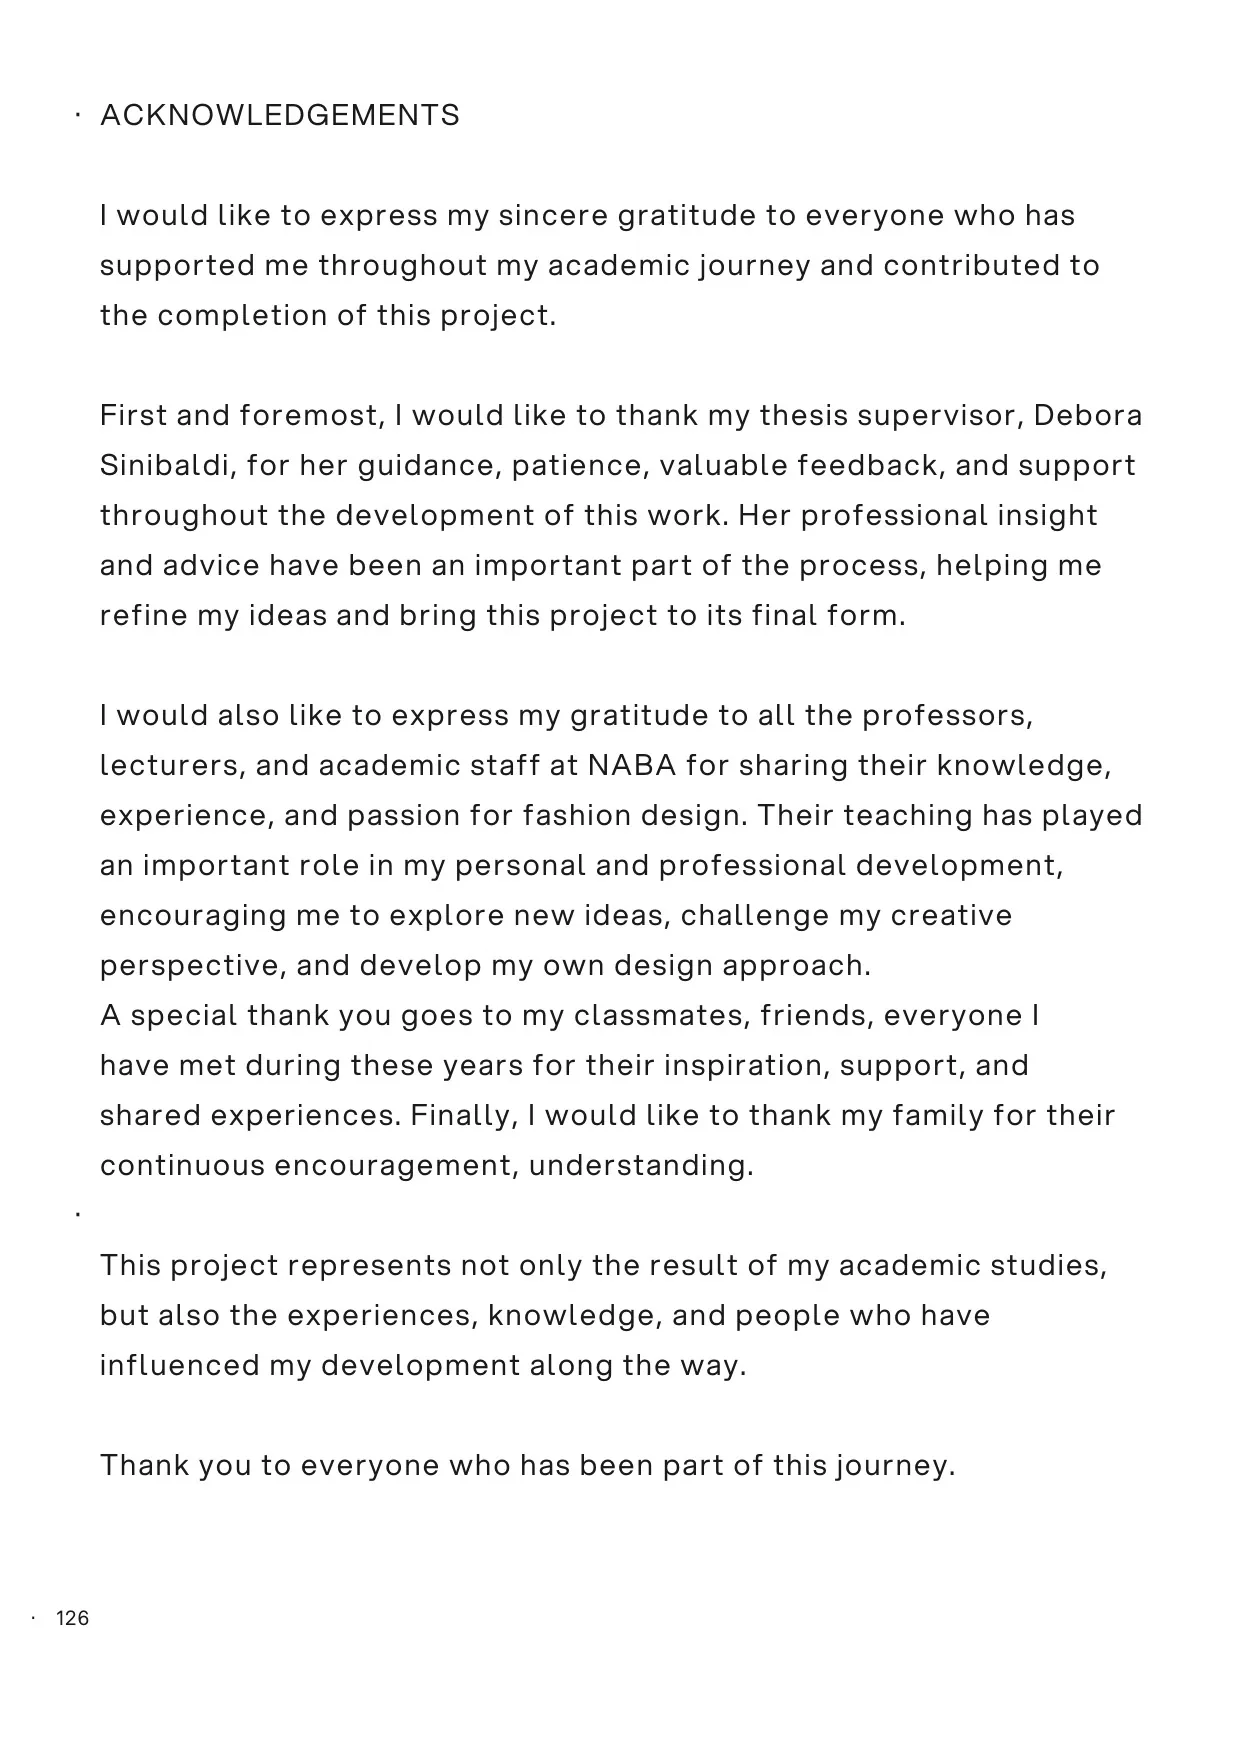 · ACKNOWLEDGEMENTS
I would like to express my sincere gratitude to everyone who has
supported me throughout my academic journey and contributed to
the completion of this project.
First and foremost, I would like to thank my thesis supervisor, Debora
Sinibaldi, for her guidance, patience, valuable feedback, and support
throughout the development of this work. Her professional insight
and advice have been an important part of the process, helping me
refine my ideas and bring this project to its final form.
I would also like to express my gratitude to all the professors,
lecturers, and academic staff at NABA for sharing their knowledge,
experience, and passion for fashion design. Their teaching has played
an important role in my personal and professional development,
encouraging me to explore new ideas, challenge my creative
perspective, and develop my own design approach.
A special thank you goes to my classmates, friends, everyone I
have met during these years for their inspiration, support, and
shared experiences. Finally, I would like to thank my family for their
continuous encouragement, understanding.
·
This project represents not only the result of my academic studies,
but also the experiences, knowledge, and people who have
influenced my development along the way.
Thank you to everyone who has been part of this journey.
· 126